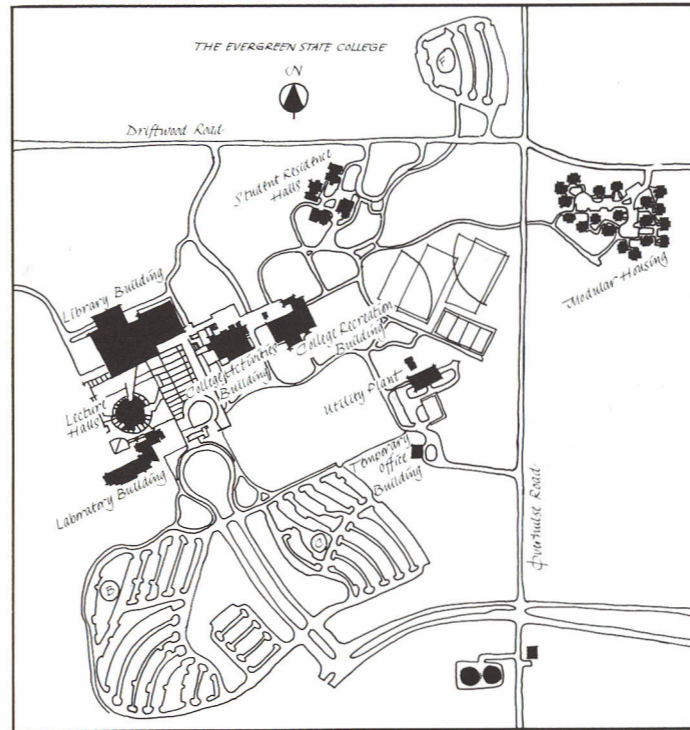 THE EVERGREEN STATE COLLEGE
N
F
Driftwood Road
Student Residence
Halls
Modular Housing
Library Building
College Recreation
Building
College Activities
Building
Utility Plant
Lecture
Halls
Temporary
Office
Building
Laboratory Building
Overhulse Road
C
B